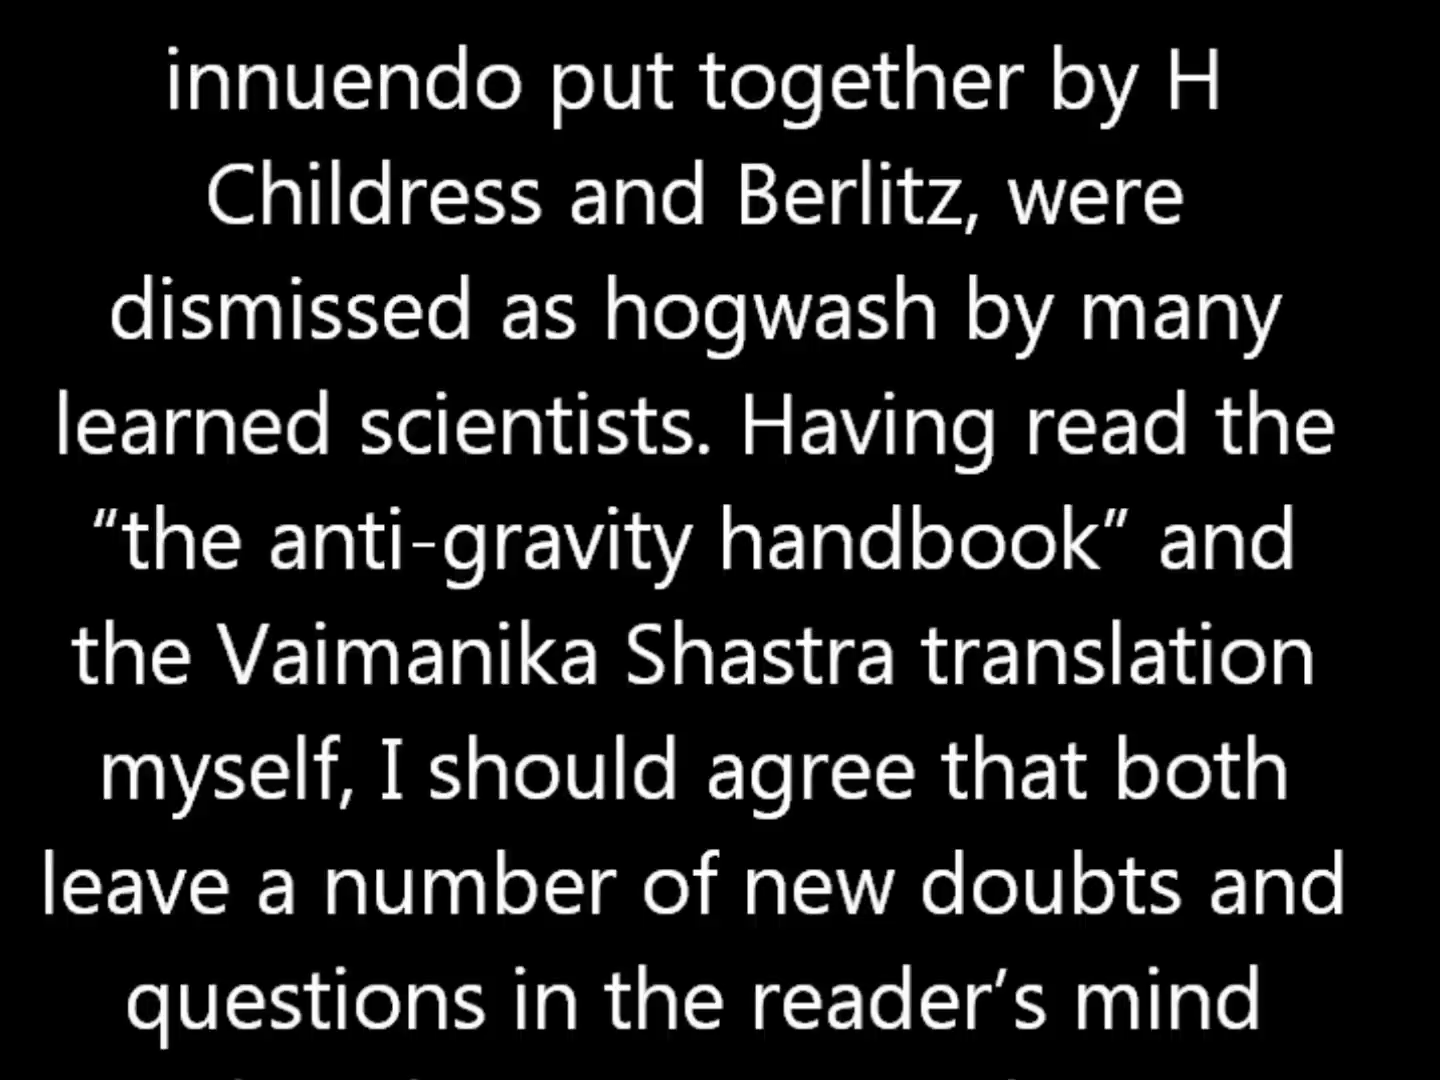 innuendo put together by H
Childress and Berlitz, were
dismissed as hogwash by many
learned scientists. Having read the
“the anti-gravity handbook” and
the Vaimanika Shastra translation
myself, I should agree that both
leave a number of new doubts and
questions in the reader’s mind